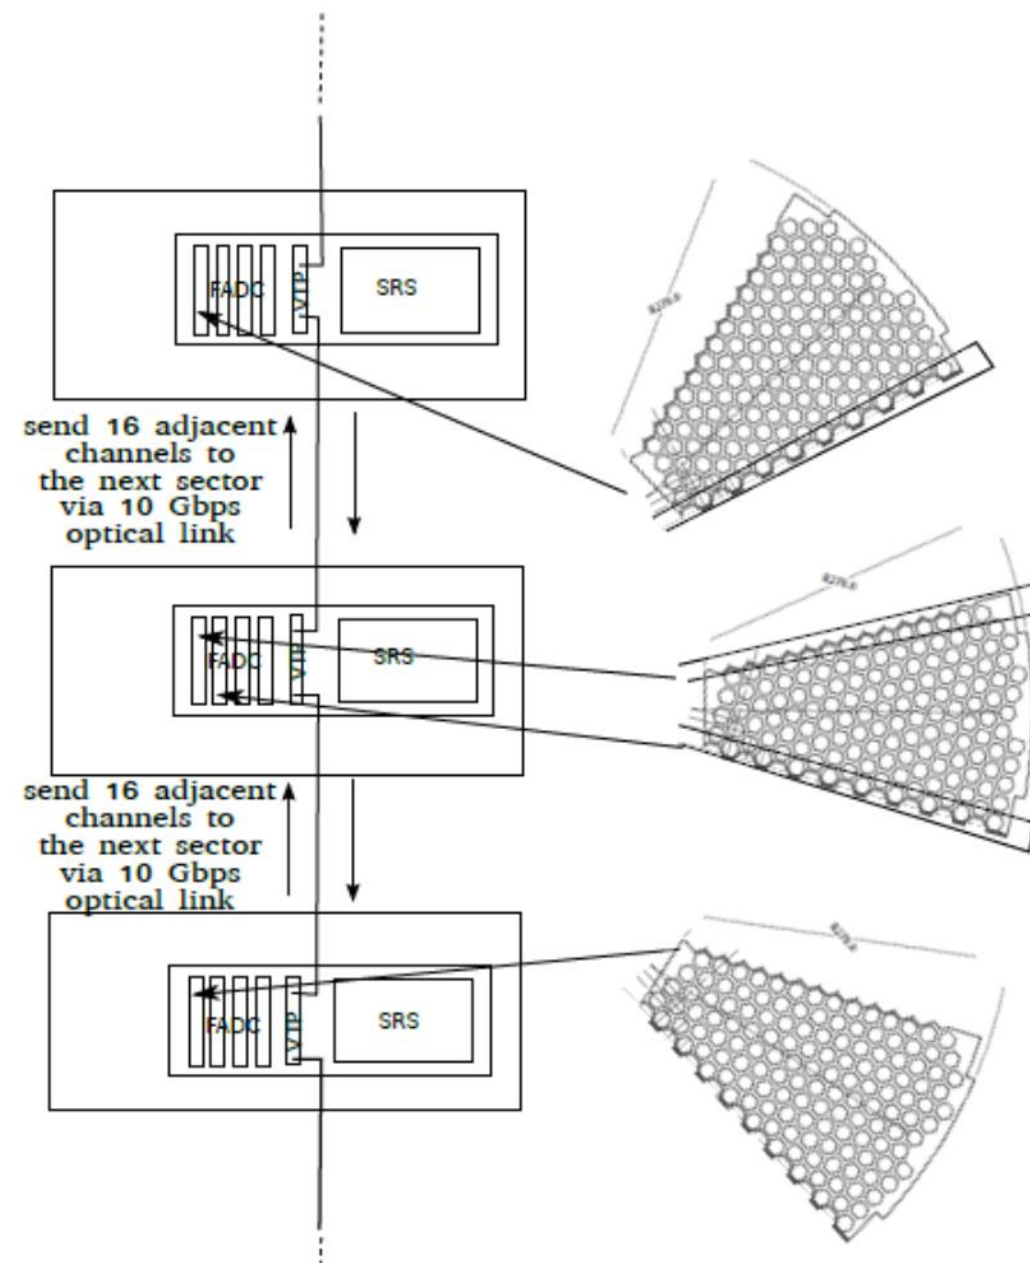 FADC
VTP
SRS
send 16 adjacent
channels to
the next sector
via 10 Gbps
optical link
FADC
VTP
SRS
send 16 adjacent
channels to
the next sector
via 10 Gbps
optical link
FADC
VTP
SRS